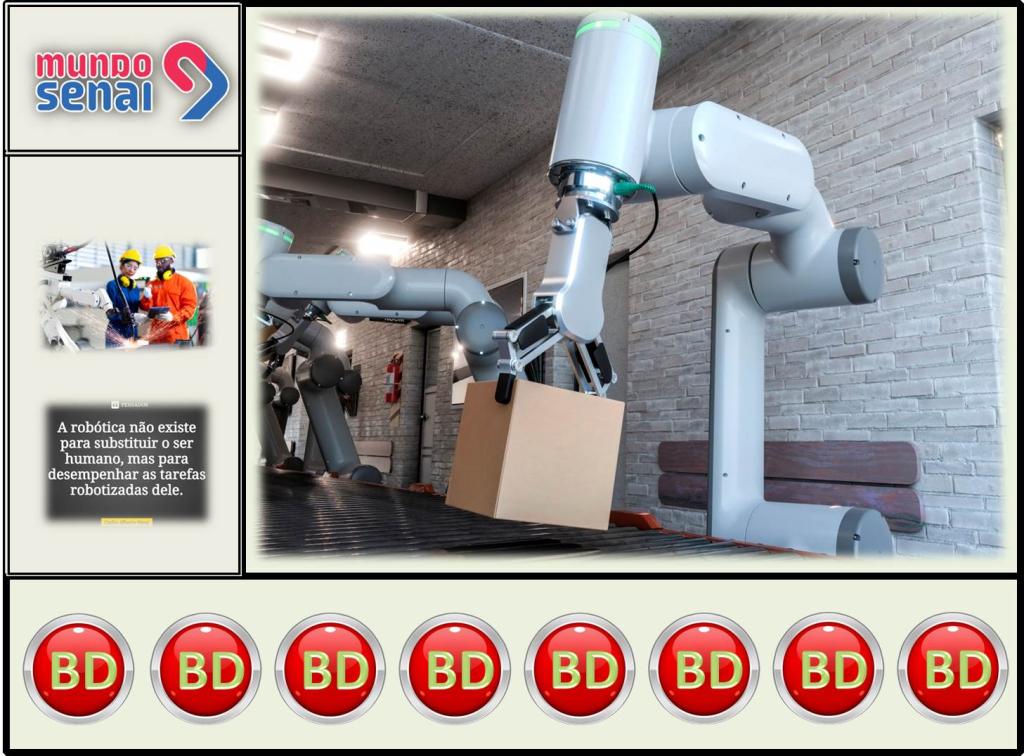 mundo
senai
PENSADOR
A robótica não existe
para substituir o ser
humano, mas para
desempenhar as tarefas
robotizadas dele.
BD BD BD BD BD BD BD BD